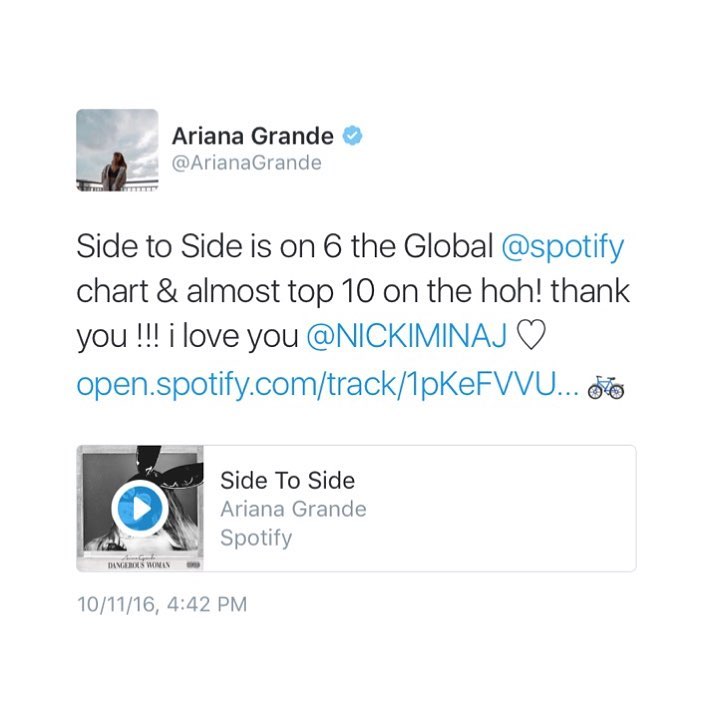 Ariana Grande
@ArianaGrande
Side to Side is on 6 the Global @spotify
chart & almost top 10 on the hoh! thank
you !!! i love you @NICKIMINAJ ♡
open.spotify.com/track/1pKeFVVU... 🚲
Side To Side
Ariana Grande
Spotify
DANGEROUS WOMAN
10/11/16, 4:42 PM